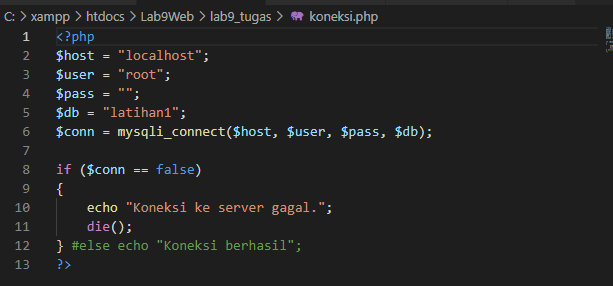 C: > xampp > htdocs > Lab9Web > lab9_tugas > koneksi.php
1 <?php
2 $host = "localhost";
3 $user = "root";
4 $pass = "";
5 $db = "latihan1";
6 $conn = mysqli_connect($host, $user, $pass, $db);
7
8 if ($conn == false)
9 {
10     echo "Koneksi ke server gagal.";
11     die();
12 } #else echo "Koneksi berhasil";
13 ?>